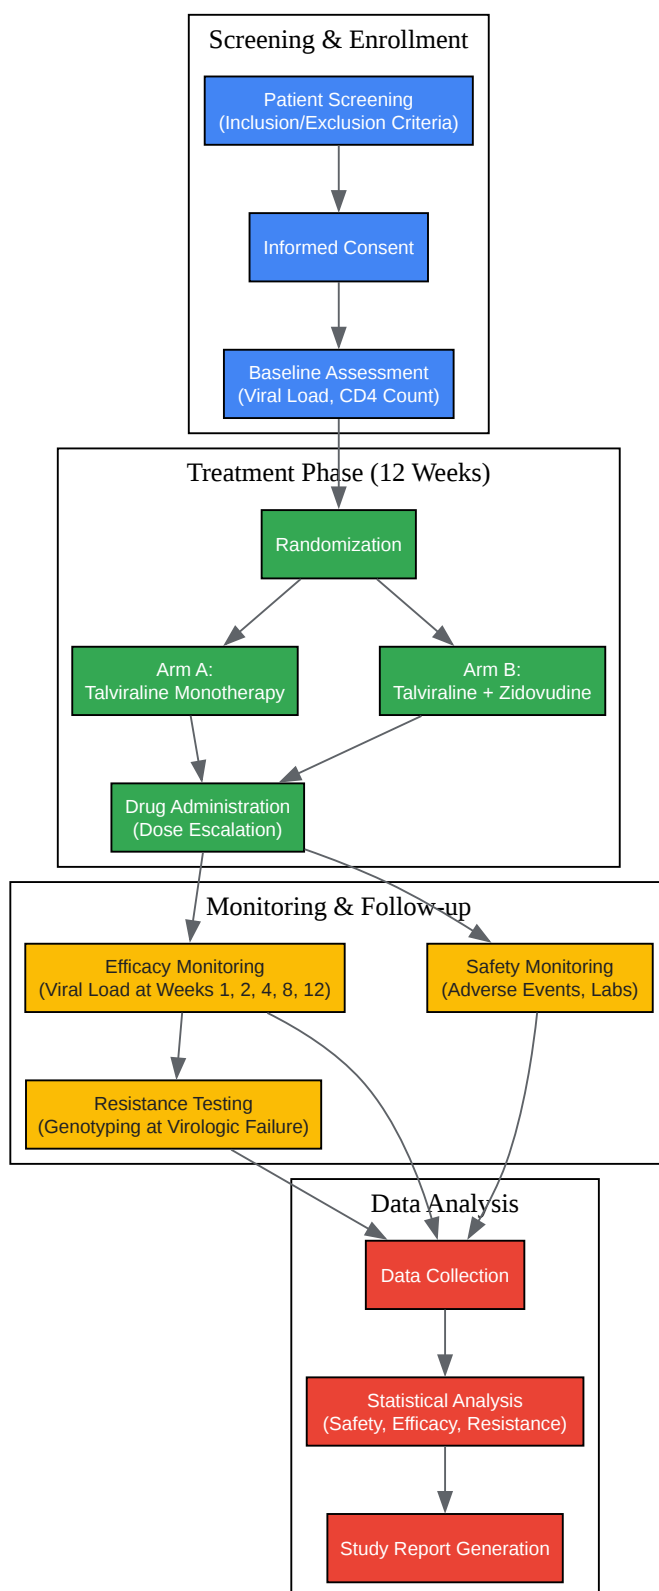 Screening & Enrollment
Patient Screening
(Inclusion/Exclusion Criteria)
Informed Consent
Baseline Assessment
(Viral Load, CD4 Count)
Treatment Phase (12 Weeks)
Randomization
Arm A:
Talviraline Monotherapy
Arm B:
Talviraline + Zidovudine
Drug Administration
(Dose Escalation)
Monitoring & Follow-up
Efficacy Monitoring
(Viral Load at Weeks 1, 2, 4, 8, 12)
Safety Monitoring
(Adverse Events, Labs)
Resistance Testing
(Genotyping at Virologic Failure)
Data Analysis
Data Collection
Statistical Analysis
(Safety, Efficacy, Resistance)
Study Report Generation